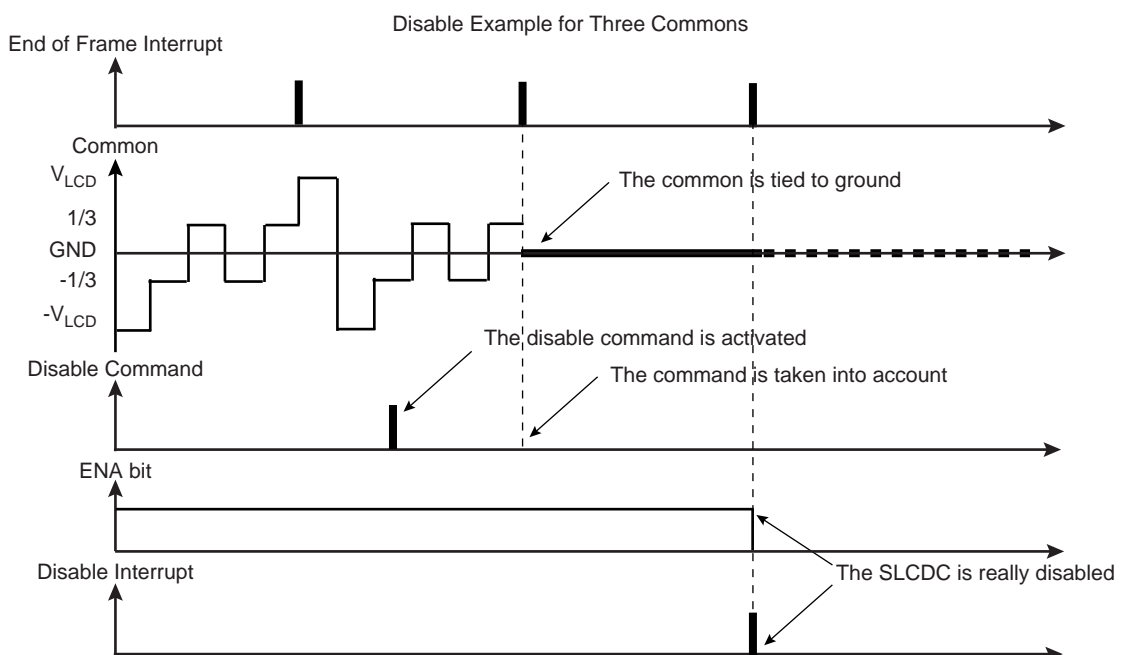 Disable Example for Three Commons
End of Frame Interrupt
Common
V_LCD
The common is tied to ground
1/3
GND
-1/3
-V_LCD
The disable command is activated
Disable Command
The command is taken into account
ENA bit
Disable Interrupt
The SLCDC is really disabled